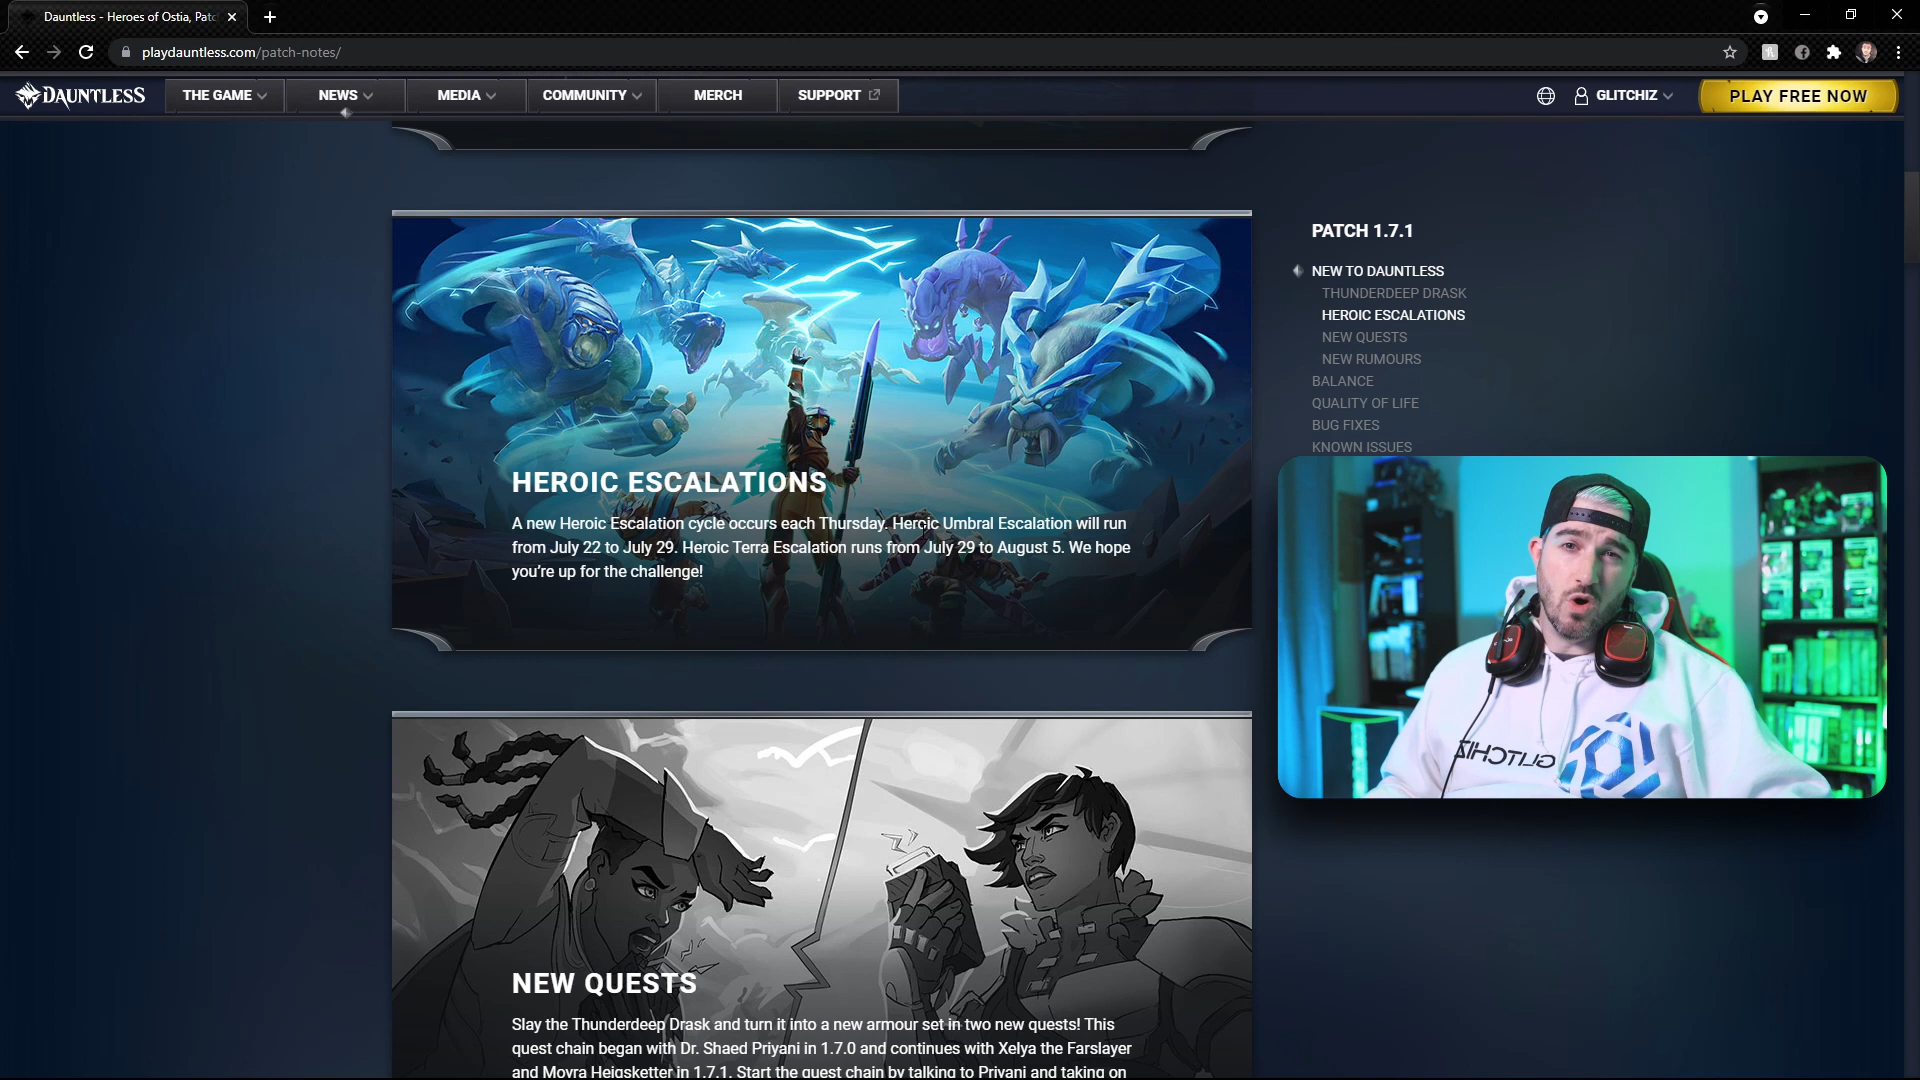 Dauntless - Heroes of Ostia, Patc
playdauntless.com/patch-notes/
DAUNTLESS
THE GAME
NEWS
MEDIA
COMMUNITY
MERCH
SUPPORT
GLITCHIZ
PLAY FREE NOW
HEROIC ESCALATIONS
A new Heroic Escalation cycle occurs each Thursday. Heroic Umbral Escalation will run
from July 22 to July 29. Heroic Terra Escalation runs from July 29 to August 5. We hope
you're up for the challenge!
PATCH 1.7.1
NEW TO DAUNTLESS
THUNDERDEEP DRASK
HEROIC ESCALATIONS
NEW QUESTS
NEW RUMOURS
BALANCE
QUALITY OF LIFE
BUG FIXES
KNOWN ISSUES
GLITCHIZ
NEW QUESTS
Slay the Thunderdeep Drask and turn it into a new armour set in two new quests! This
quest chain began with Dr. Shaed Priyani in 1.7.0 and continues with Xelya the Farslayer
and Moyra Heigsketter in 1.7.1. Start the quest chain by talking to Priyani and taking on